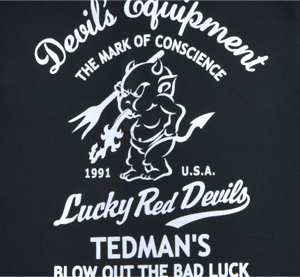 Devil's Equipment
THE MARK OF CONSCIENCE
1991 U.S.A.
Lucky Red Devils
TEDMAN'S
BLOW OUT THE BAD LUCK